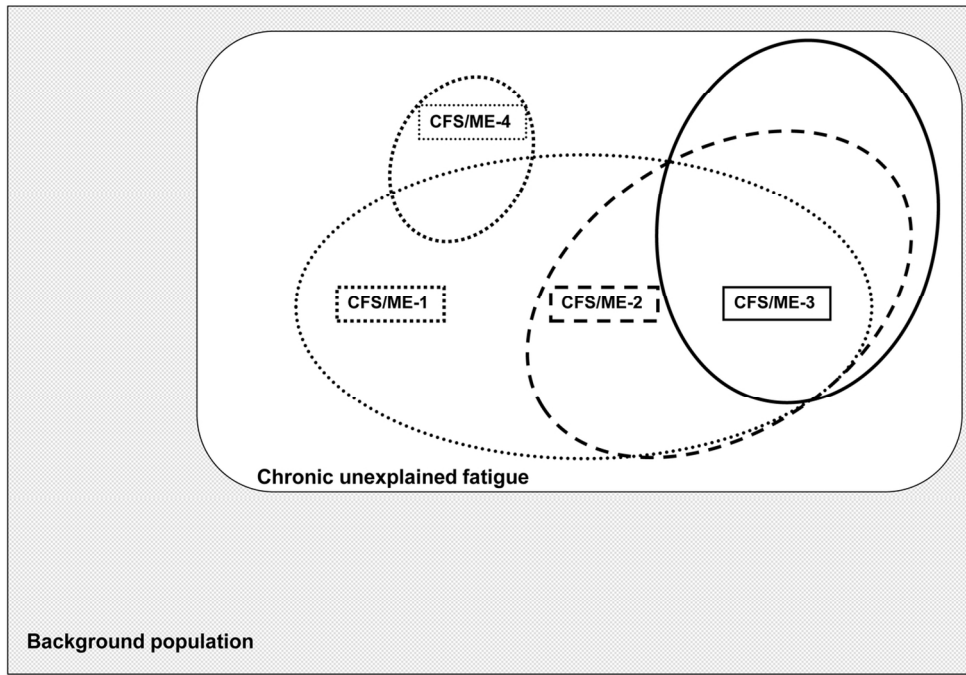 CFS/ME-4
CFS/ME-1
CFS/ME-2
CFS/ME-3
Chronic unexplained fatigue
Background population